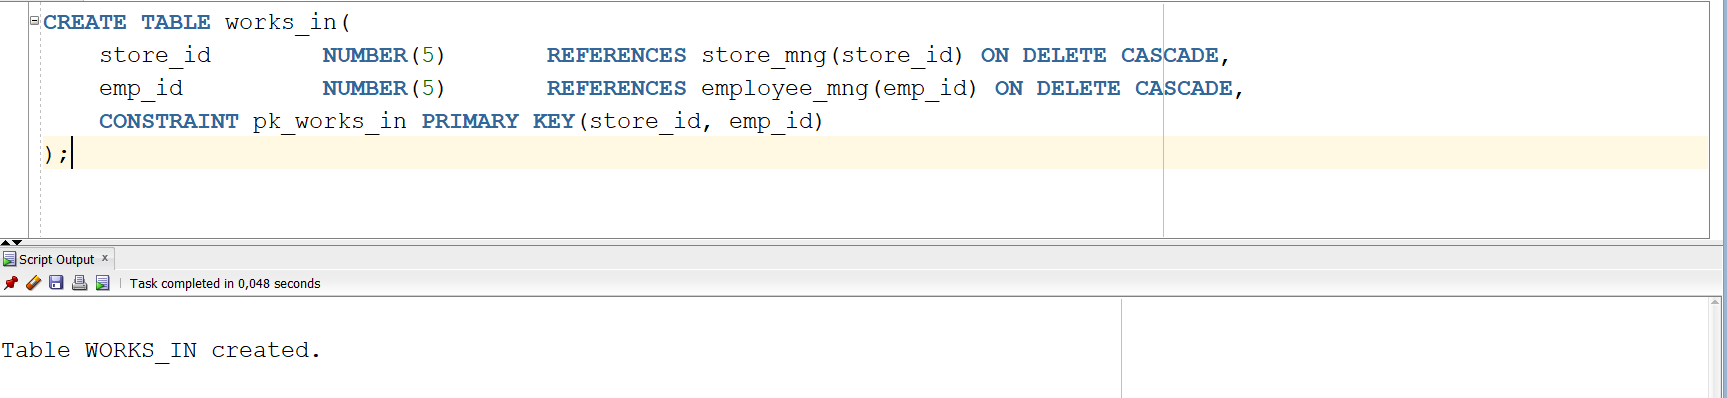 CREATE TABLE works_in(
store_id NUMBER(5) REFERENCES store_mng(store_id) ON DELETE CASCADE,
emp_id NUMBER(5) REFERENCES employee_mng(emp_id) ON DELETE CASCADE,
CONSTRAINT pk_works_in PRIMARY KEY(store_id, emp_id)
);
Script Output x
Task completed in 0,048 seconds
Table WORKS_IN created.